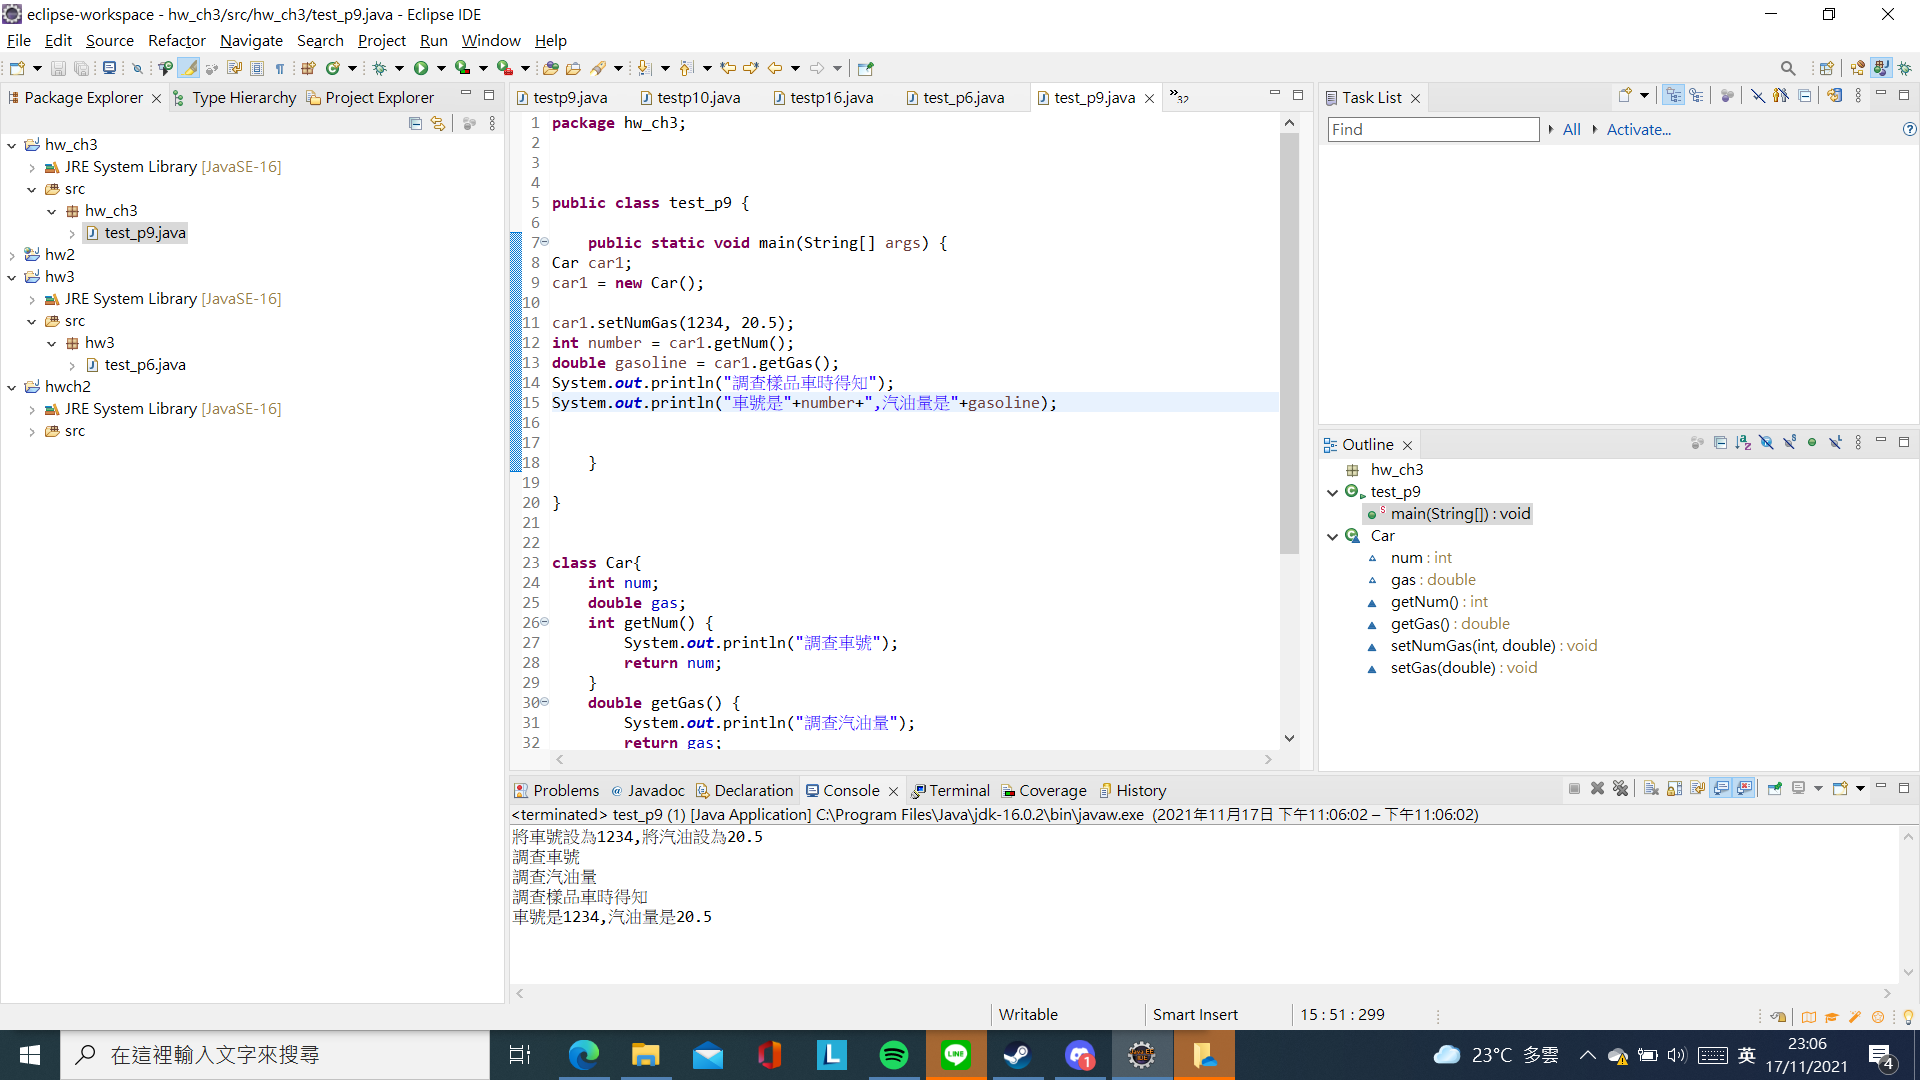 eclipse-workspace - hw_ch3/src/hw_ch3/test_p9.java - Eclipse IDE
File Edit Source Refactor Navigate Search Project Run Window Help
Package Explorer
Type Hierarchy
Project Explorer
hw_ch3
JRE System Library [JavaSE-16]
src
hw_ch3
test_p9.java
hw2
hw3
JRE System Library [JavaSE-16]
src
hw3
test_p6.java
hwch2
JRE System Library [JavaSE-16]
src
testp9.java testp10.java testp16.java test_p6.java test_p9.java »32
1 package hw_ch3;
2
3
4
5 public class test_p9 {
6
7 public static void main(String[] args) {
8 Car car1;
9 car1 = new Car();
10
11 car1.setNumGas(1234, 20.5);
12 int number = car1.getNum();
13 double gasoline = car1.getGas();
14 System.out.println("調查樣品車時得知");
15 System.out.println("車號是"+number+",汽油量是"+gasoline);
16
17
18 }
19
20 }
21
22
23 class Car{
24 int num;
25 double gas;
26 int getNum() {
27 System.out.println("調查車號");
28 return num;
29 }
30 double getGas() {
31 System.out.println("調查汽油量");
32 return gas;
Task List
Find All Activate...
Outline
hw_ch3
test_p9
main(String[]) : void
Car
num : int
gas : double
getNum() : int
getGas() : double
setNumGas(int, double) : void
setGas(double) : void
Problems Javadoc Declaration Console Terminal Coverage History
<terminated> test_p9 (1) [Java Application] C:\Program Files\Java\jdk-16.0.2\bin\javaw.exe (2021年11月17日 下午11:06:02 – 下午11:06:02)
將車號設為1234,將汽油設為20.5
調查車號
調查汽油量
調查樣品車時得知
車號是1234,汽油量是20.5
Writable Smart Insert 15 : 51 : 299
在這裡輸入文字來搜尋
L
LINE
1
23°C 多雲
英
23:06
17/11/2021
4